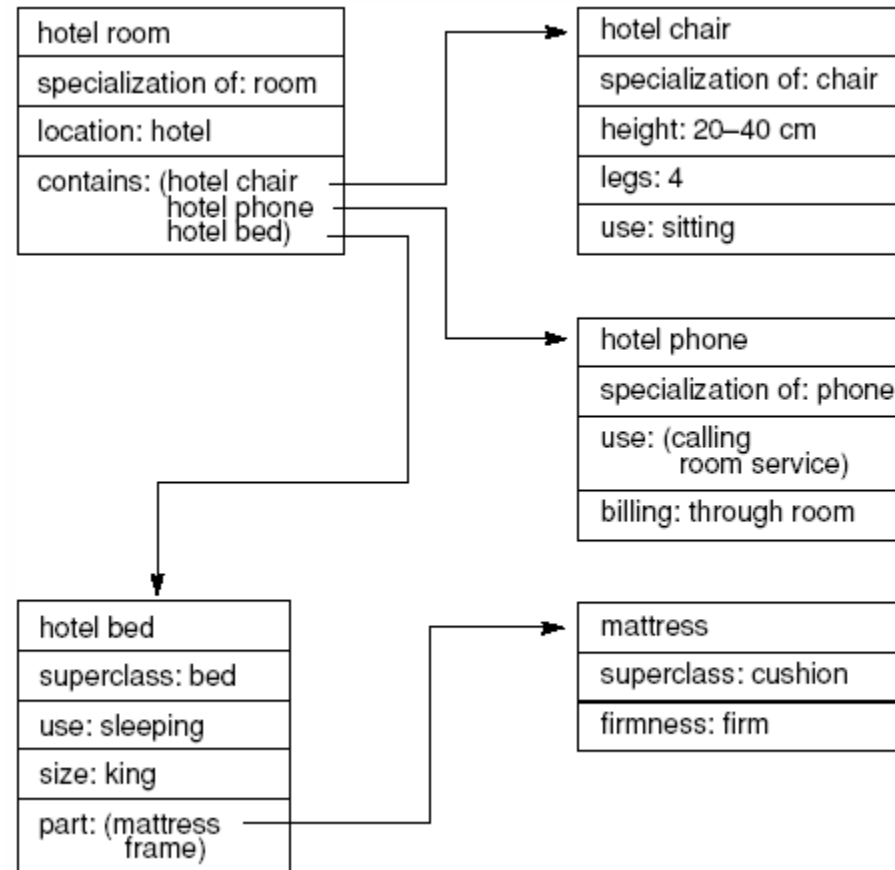 hotel room
specialization of: room
location: hotel
contains: (hotel chair
hotel phone
hotel bed)
hotel chair
specialization of: chair
height: 20–40 cm
legs: 4
use: sitting
hotel phone
specialization of: phone
use: (calling
room service)
billing: through room
hotel bed
superclass: bed
use: sleeping
size: king
part: (mattress
frame)
mattress
superclass: cushion
firmness: firm